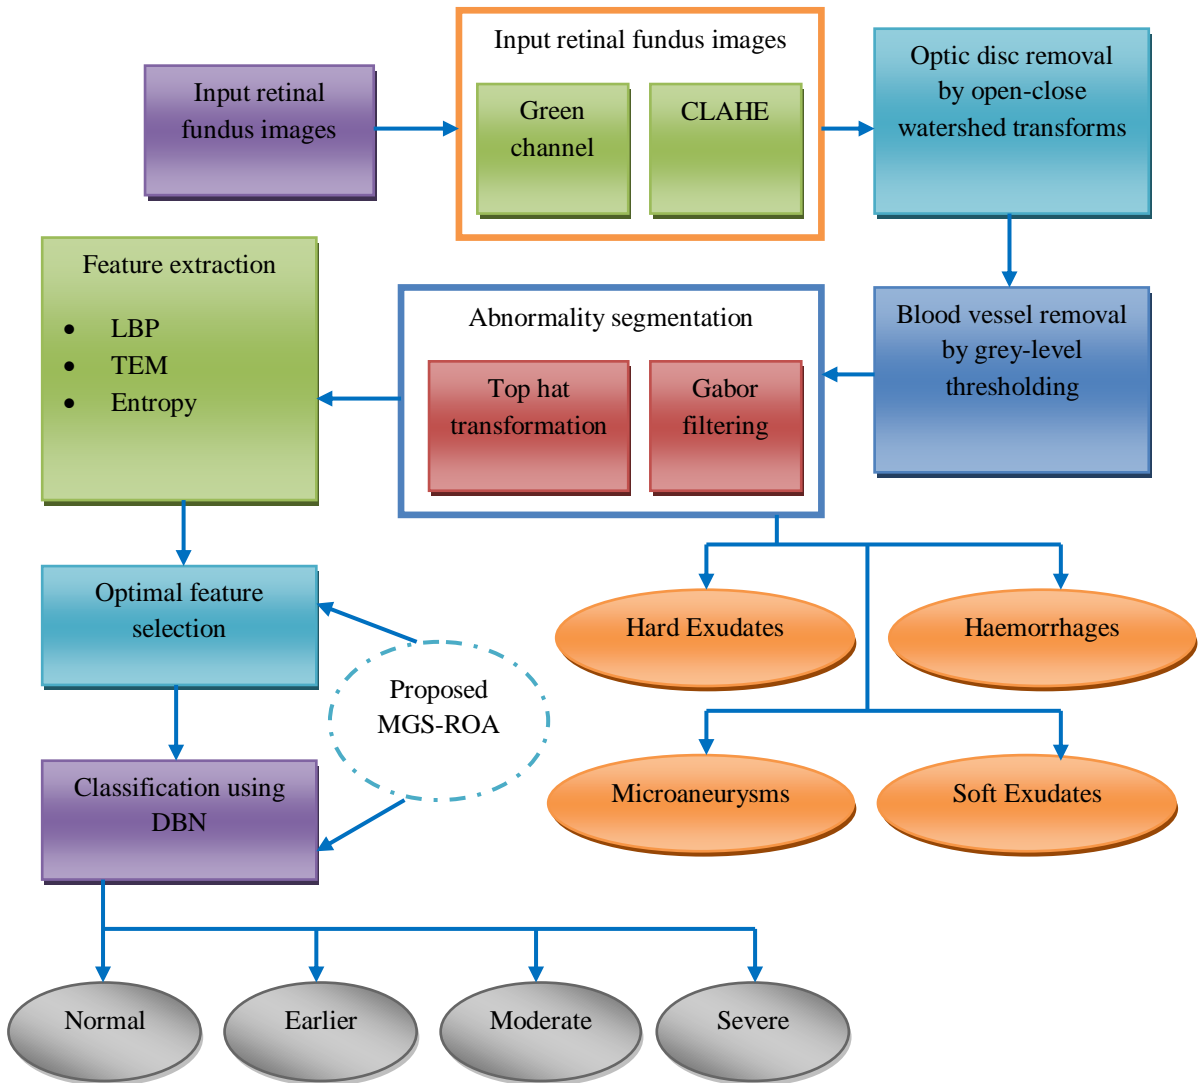 Input retinal
fundus images
Input retinal fundus images
Green
channel
CLAHE
Optic disc removal
by open-close
watershed transforms
Blood vessel removal
by grey-level
thresholding
Abnormality segmentation
Top hat
transformation
Gabor
filtering
Feature extraction
• LBP
• TEM
• Entropy
Optimal feature
selection
Proposed
MGS-ROA
Classification using
DBN
Hard Exudates
Haemorrhages
Microaneurysms
Soft Exudates
Normal
Earlier
Moderate
Severe